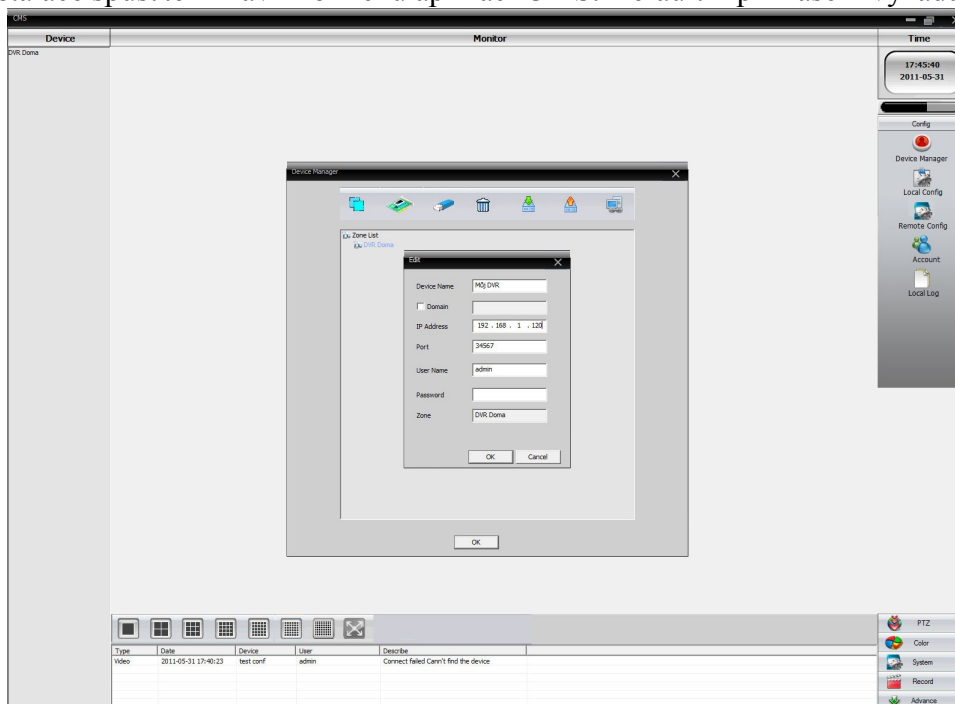 CMS
Device
Monitor
Time
DVR Doma
17:45:40
2011-05-31
Config
Device Manager
Local Config
Remote Config
Account
Local Log
Device Manager
Zone List
DVR Doma
Edit
Device Name
Môj DVR
Domain
IP Address
192 . 168 . 1 . 120
Port
34567
User Name
admin
Password
Zone
DVR Doma
OK
Cancel
OK
PTZ
Color
System
Record
Advance
Type
Date
Device
User
Describe
Video
2011-05-31 17:40:23
test conf
admin
Connect failed Cann't find the device